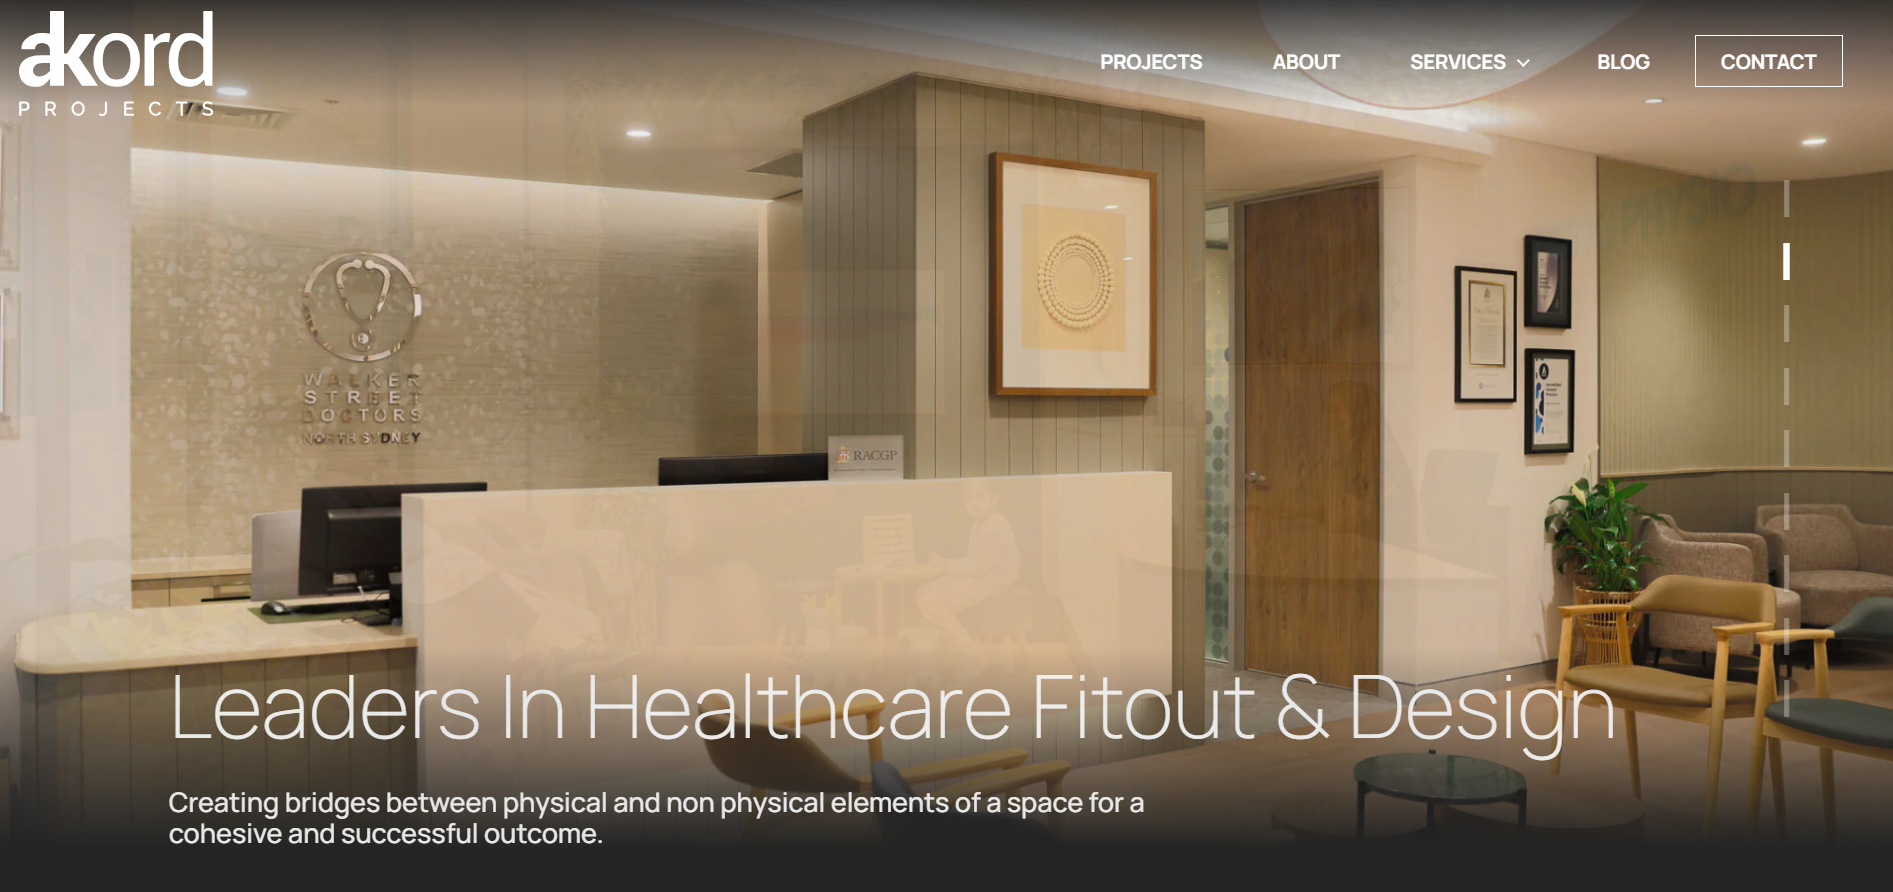 akord
PROJECTS
PROJECTS
ABOUT
SERVICES
BLOG
CONTACT
PHYSIO
WALKER
STREET
DOCTORS
NORTH SYDNEY
RACGP
Leaders In Healthcare Fitout & Design
Creating bridges between physical and non physical elements of a space for a
cohesive and successful outcome.